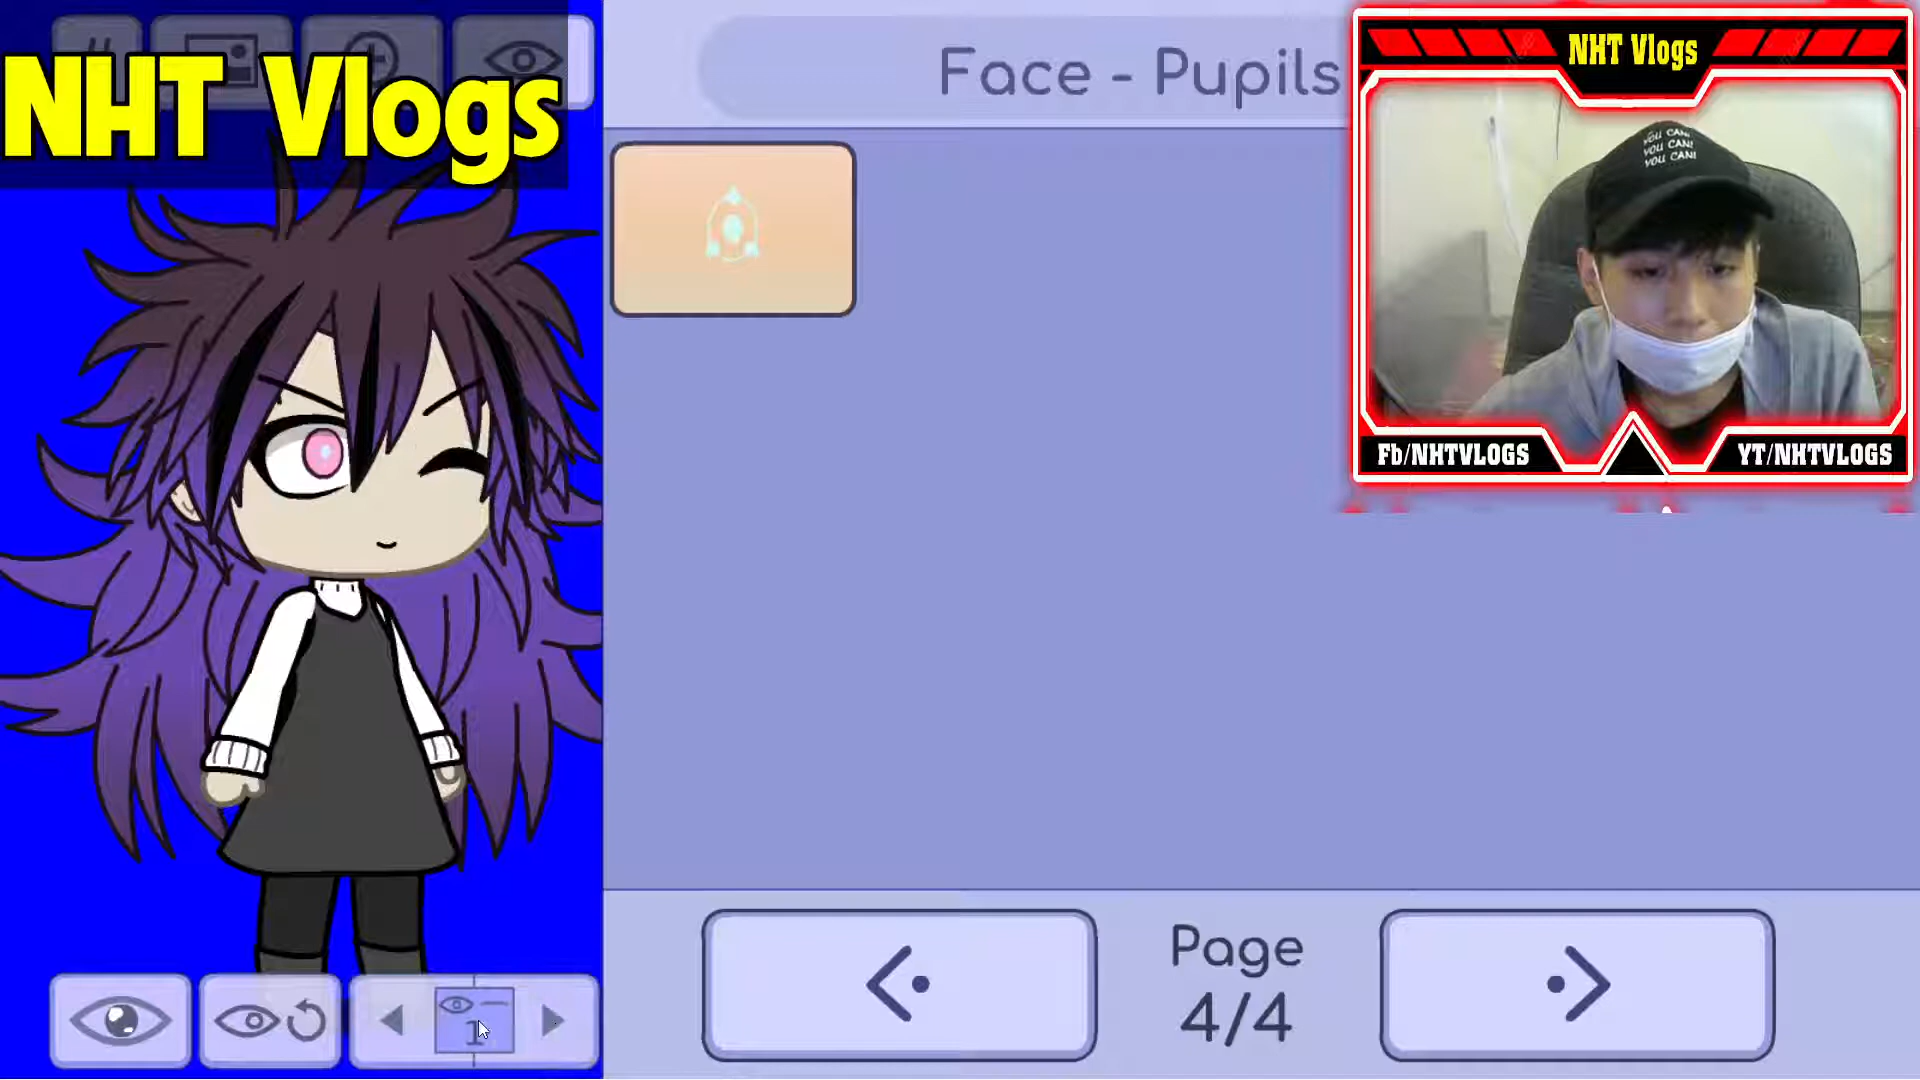 NHT Vlogs
Face - Pupils
NHT Vlogs
YOU CAN!
YOU CAN!
YOU CAN!
Fb/NHTVLOGS
YT/NHTVLOGS
1
Page
4/4